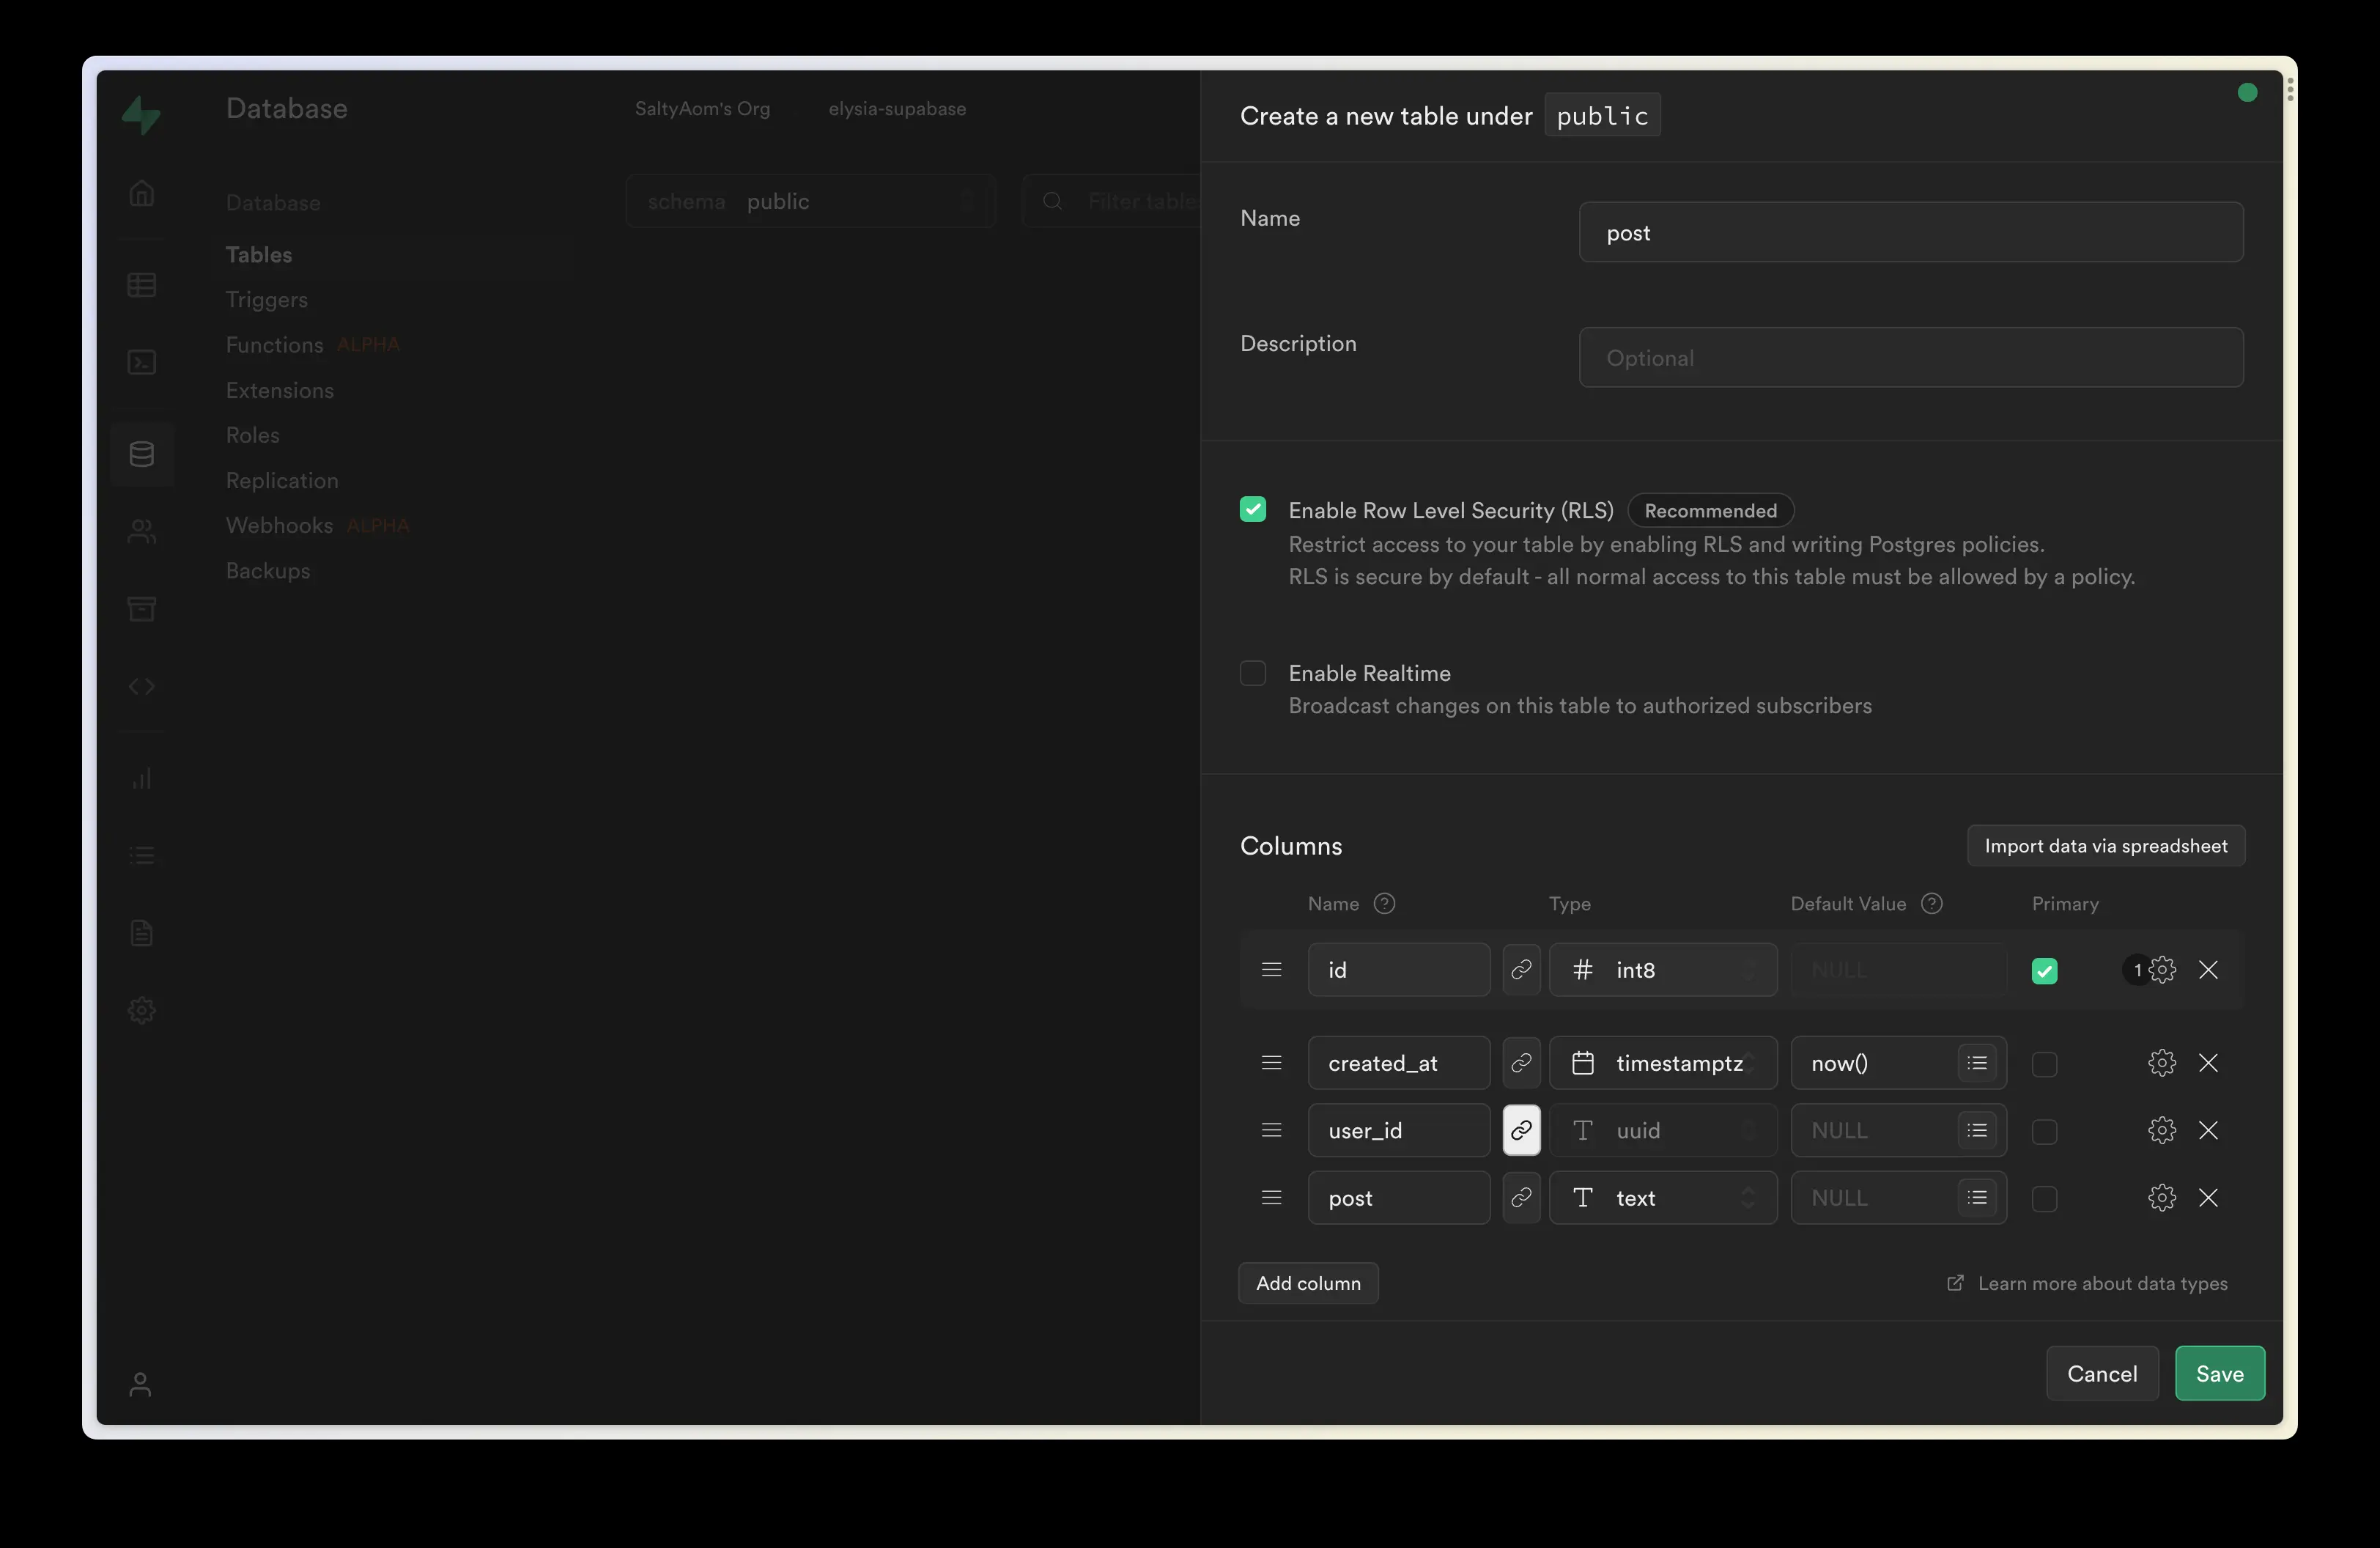 Database
SaltyAom's Org
elysia-supabase
Database
Tables
Triggers
Functions ALPHA
Extensions
Roles
Replication
Webhooks ALPHA
Backups
schema public
Filter table
Create a new table under public
Name
post
Description
Optional
Enable Row Level Security (RLS) Recommended
Restrict access to your table by enabling RLS and writing Postgres policies.
RLS is secure by default - all normal access to this table must be allowed by a policy.
Enable Realtime
Broadcast changes on this table to authorized subscribers
Columns
Import data via spreadsheet
Name Type Default Value Primary
id int8 NULL 1
created_at timestamptz now()
user_id uuid NULL
post text NULL
Add column
Learn more about data types
Cancel
Save